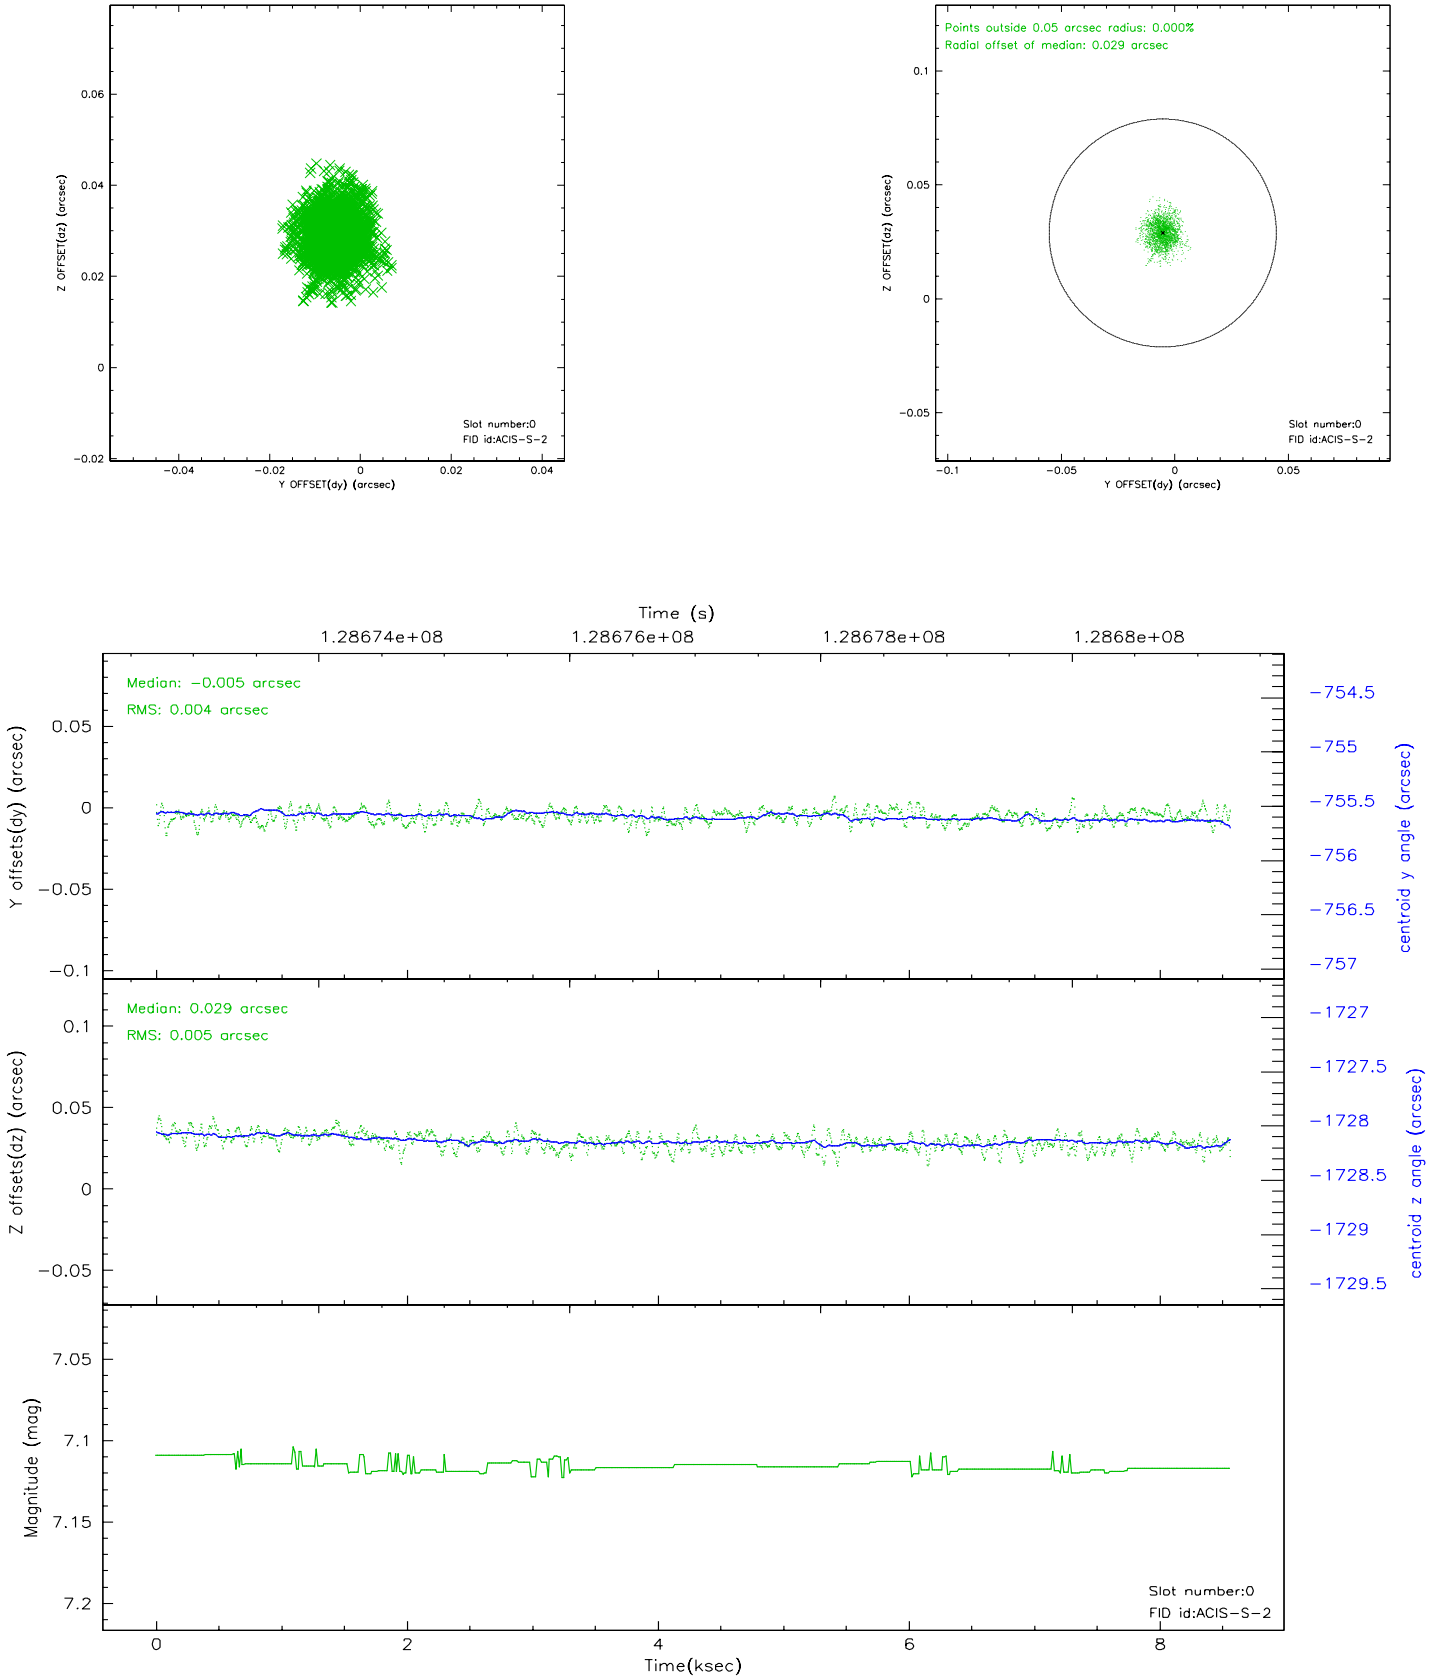 0.06
0.04
0.02
0
-0.02
Z OFFSET(dz) (arcsec)
Slot number:0
FID id:ACIS-S-2
-0.04 -0.02 0 0.02 0.04
Y OFFSET(dy) (arcsec)
Points outside 0.05 arcsec radius: 0.000%
Radial offset of median: 0.029 arcsec
0.1
0.05
0
-0.05
Z OFFSET(dz) (arcsec)
Slot number:0
FID id:ACIS-S-2
-0.1 -0.05 0 0.05
Y OFFSET(dy) (arcsec)
Time (s)
1.28674e+08 1.28676e+08 1.28678e+08 1.2868e+08
Median: -0.005 arcsec
RMS: 0.004 arcsec
0.05
0
-0.05
-0.1
Y offsets(dy) (arcsec)
-754.5
-755
-755.5
-756
-756.5
-757
centroid y angle (arcsec)
Median: 0.029 arcsec
RMS: 0.005 arcsec
0.1
0.05
0
-0.05
Z offsets(dz) (arcsec)
-1727
-1727.5
-1728
-1728.5
-1729
-1729.5
centroid z angle (arcsec)
7.05
7.1
7.15
7.2
Magnitude (mag)
Slot number:0
FID id:ACIS-S-2
0 2 4 6 8
Time(ksec)